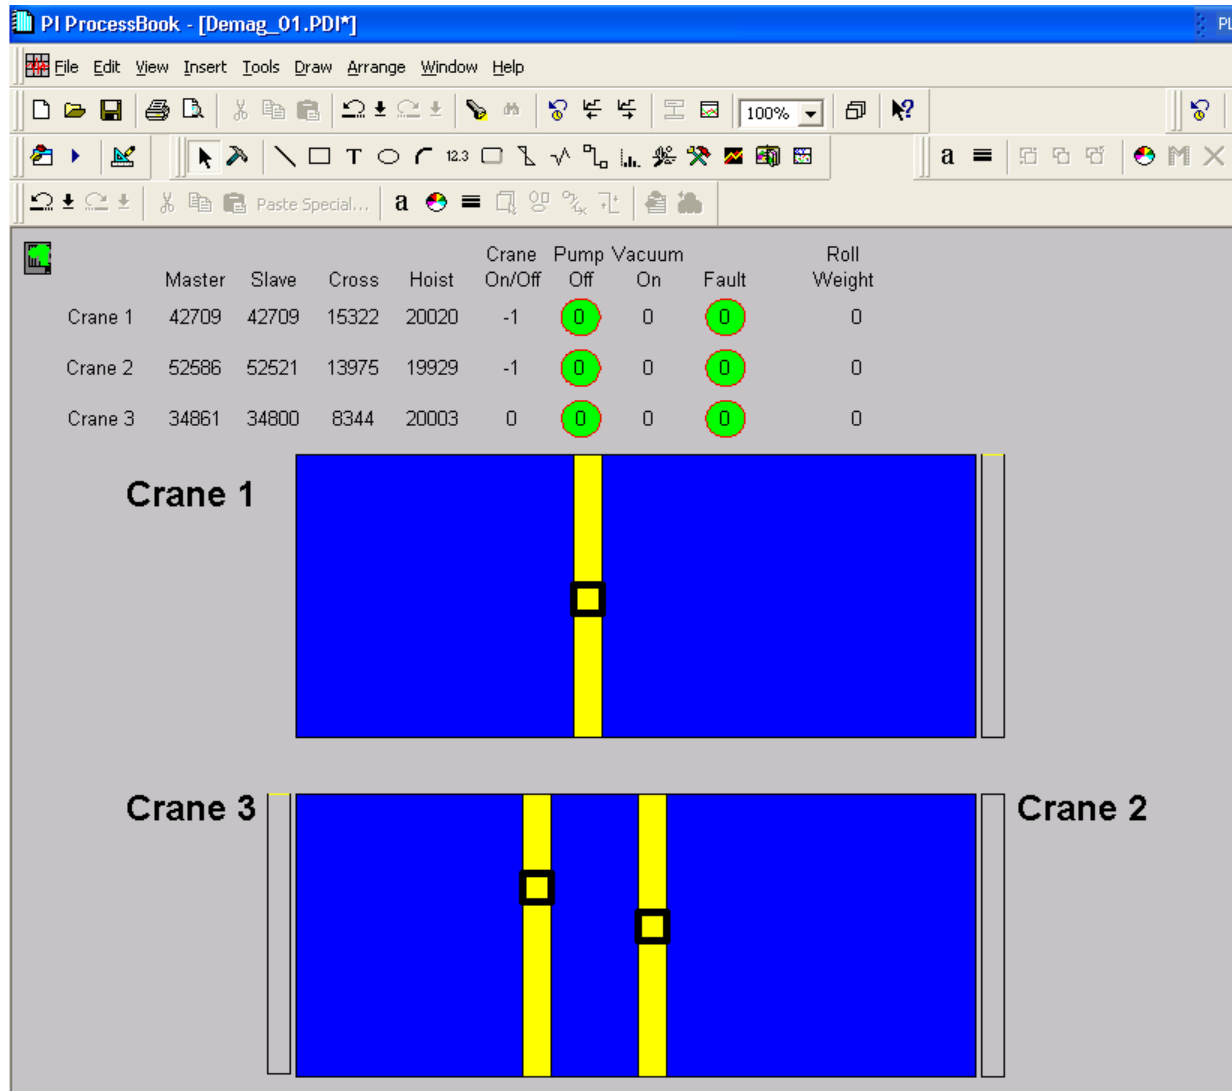 PI ProcessBook - [Demag_01.PDI*]
PL
File Edit View Insert Tools Draw Arrange Window Help
100%
T 12.3 a
Paste Special... a
Crane Pump Vacuum Roll
Master Slave Cross Hoist On/Off Off On Fault Weight
Crane 1 42709 42709 15322 20020 -1 0 0 0 0
Crane 2 52586 52521 13975 19929 -1 0 0 0 0
Crane 3 34861 34800 8344 20003 0 0 0 0 0
Crane 1
Crane 3 Crane 2